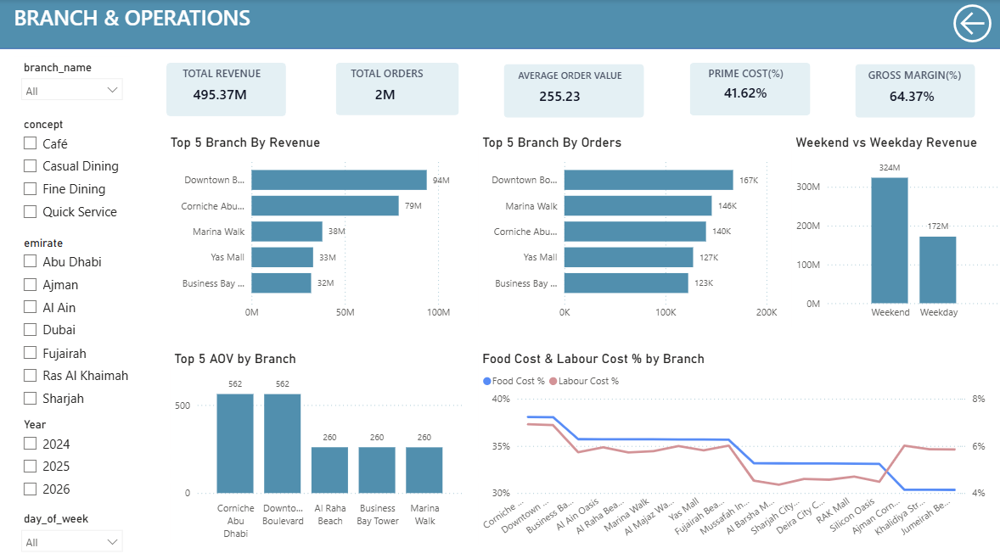 BRANCH & OPERATIONS
branch_name
All
concept
Café
Casual Dining
Fine Dining
Quick Service
emirate
Abu Dhabi
Ajman
Al Ain
Dubai
Fujairah
Ras Al Khaimah
Sharjah
Year
2024
2025
2026
day_of_week
All
TOTAL REVENUE
495.37M
TOTAL ORDERS
2M
AVERAGE ORDER VALUE
255.23
PRIME COST(%)
41.62%
GROSS MARGIN(%)
64.37%
Top 5 Branch By Revenue
Downtown B... 94M
Corniche Abu... 79M
Marina Walk 38M
Yas Mall 33M
Business Bay ... 32M
0M 50M 100M
Top 5 Branch By Orders
Downtown Bo... 167K
Marina Walk 146K
Corniche Abu... 140K
Yas Mall 127K
Business Bay ... 123K
0K 100K 200K
Weekend vs Weekday Revenue
324M
300M
200M
172M
100M
0M
Weekend Weekday
Top 5 AOV by Branch
562 562
500
260 260 260
0
Corniche Abu Dhabi
Downto... Boulevard
Al Raha Beach
Business Bay Tower
Marina Walk
Food Cost & Labour Cost % by Branch
Food Cost % Labour Cost %
40% 8%
35% 6%
30% 4%
Corniche ...
Downtown ...
Business Ba...
Al Ain Oasis
Al Raha Bea...
Marina Walk
Al Majaz Wa...
Yas Mall
Fujairah Bea...
Mussafah In...
Al Barsha M...
Sharjah City...
Deira City C...
RAK Mall
Silicon Oasis
Ajman Corn...
Khalidiya Str...
Jumeirah Be...